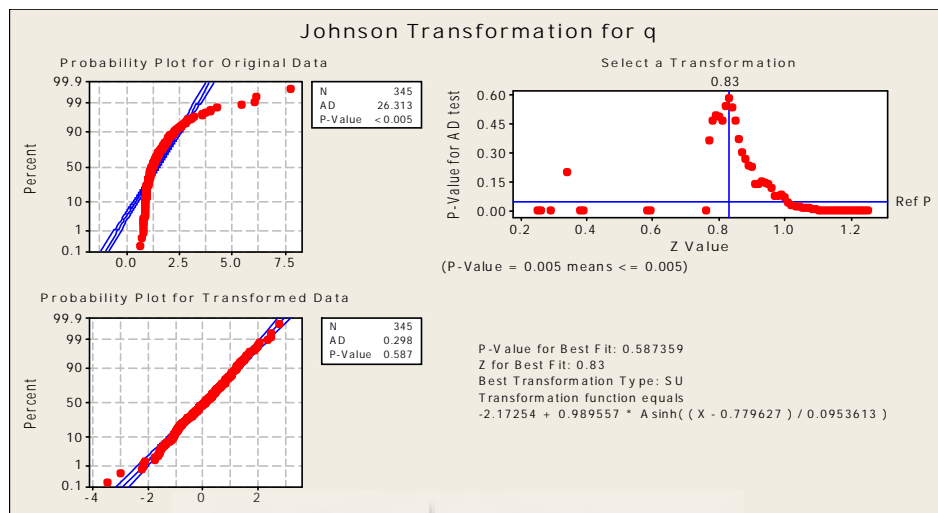 Johnson Transformation for q
Probability Plot for Original Data
99.9
99
90
50
10
1
0.1
Percent
0.0 2.5 5.0 7.5
N 345
AD 26.313
P-Value <0.005
Select a Transformation
0.83
0.60
0.45
0.30
0.15
0.00
P-Value for AD test
Ref P
0.2 0.4 0.6 0.8 1.0 1.2
Z Value
(P-Value = 0.005 means <= 0.005)
Probability Plot for Transformed Data
99.9
99
90
50
10
1
0.1
Percent
-4 -2 0 2
N 345
AD 0.298
P-Value 0.587
P-Value for Best Fit: 0.587359
Z for Best Fit: 0.83
Best Transformation Type: SU
Transformation function equals
-2.17254 + 0.989557 * Asinh( ( X - 0.779627 ) / 0.0953613 )